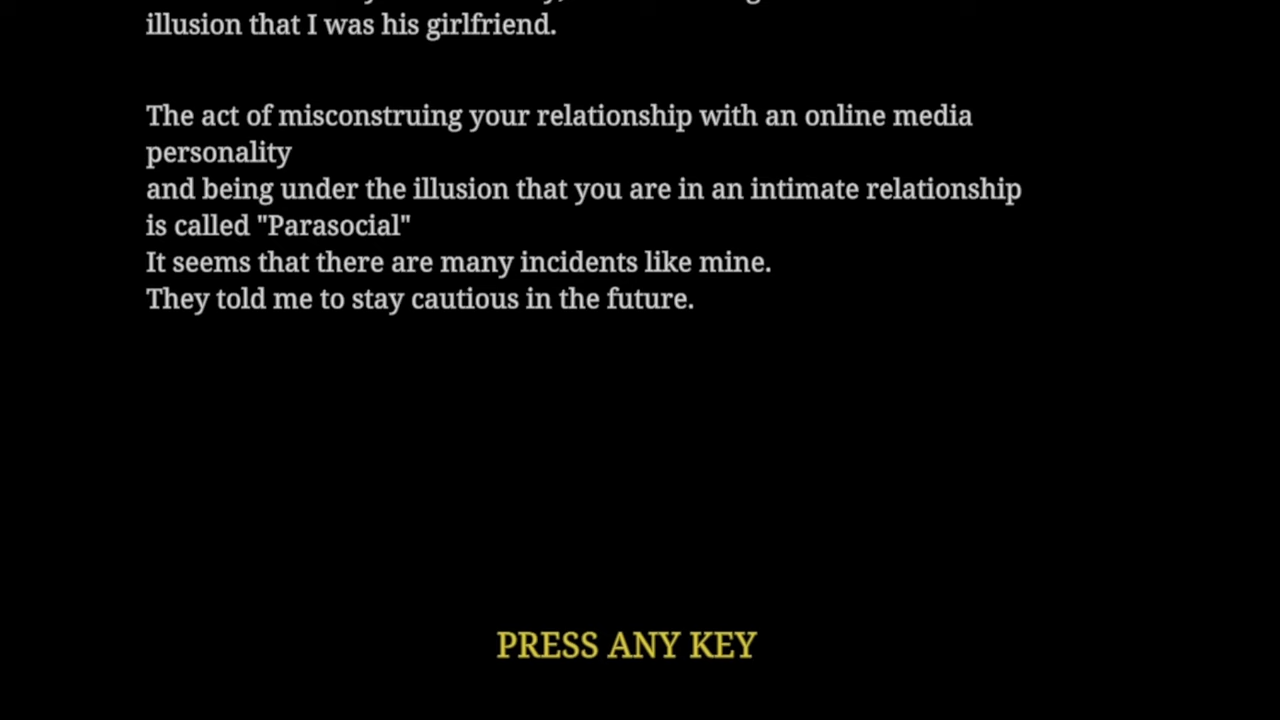 illusion that I was his girlfriend.
The act of misconstruing your relationship with an online media
personality
and being under the illusion that you are in an intimate relationship
is called "Parasocial"
It seems that there are many incidents like mine.
They told me to stay cautious in the future.
PRESS ANY KEY